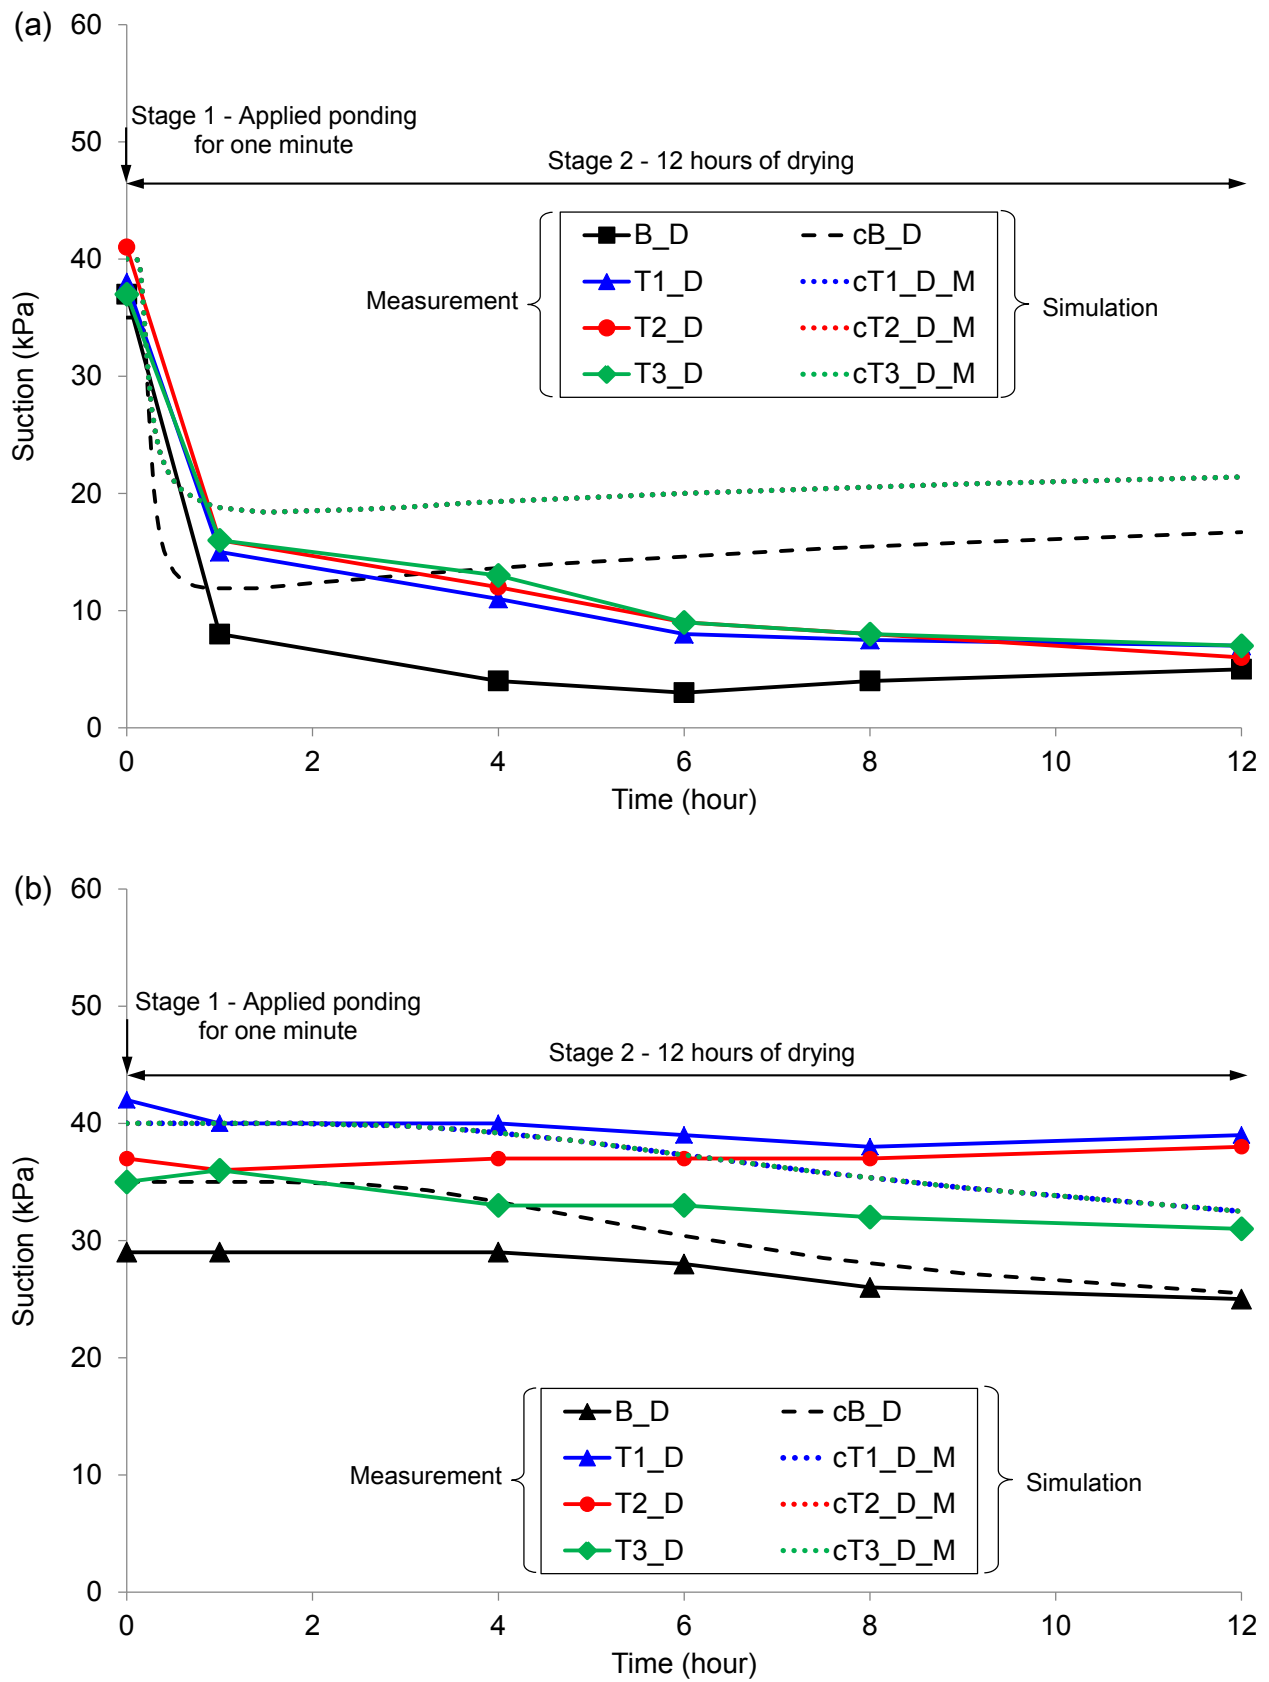 (a)
60
50
40
30
20
10
0
Suction (kPa)
Stage 1 - Applied ponding
for one minute
Stage 2 - 12 hours of drying
Measurement
B_D
cB_D
T1_D
cT1_D_M
T2_D
cT2_D_M
T3_D
cT3_D_M
Simulation
0 2 4 6 8 10 12
Time (hour)
(b)
60
50
40
30
20
10
0
Suction (kPa)
Stage 1 - Applied ponding
for one minute
Stage 2 - 12 hours of drying
Measurement
B_D
cB_D
T1_D
cT1_D_M
T2_D
cT2_D_M
T3_D
cT3_D_M
Simulation
0 2 4 6 8 10 12
Time (hour)